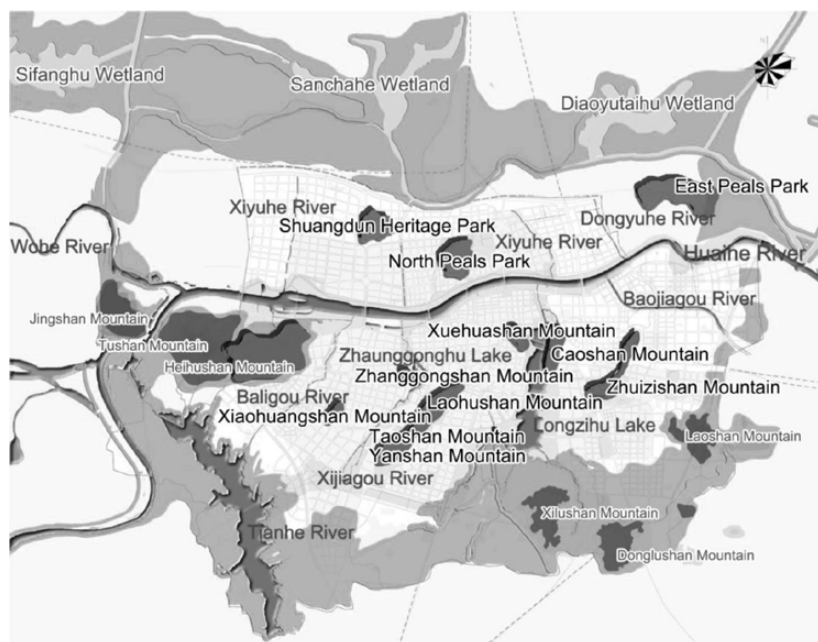 Sifanghu Wetland
Sanchahe Wetland
Diaoyutaihu Wetland
East Peals Park
Xiyuhe River
Dongyuhe River
Shuangdun Heritage Park
Xiyuhe River
Wohe River
North Peals Park
Huaihe River
Baojiagou River
Jingshan Mountain
Xuehuashan Mountain
Tushan Mountain
Zhaunggonghu Lake
Caoshan Mountain
Heihushan Mountain
Zhanggongshan Mountain
Zhuizishan Mountain
Baligou River
Laohushan Mountain
Xiaohuangshan Mountain
Longzihu Lake
Taoshan Mountain
Laoshan Mountain
Yanshan Mountain
Xijiagou River
Xilushan Mountain
Tianhe River
Donglushan Mountain